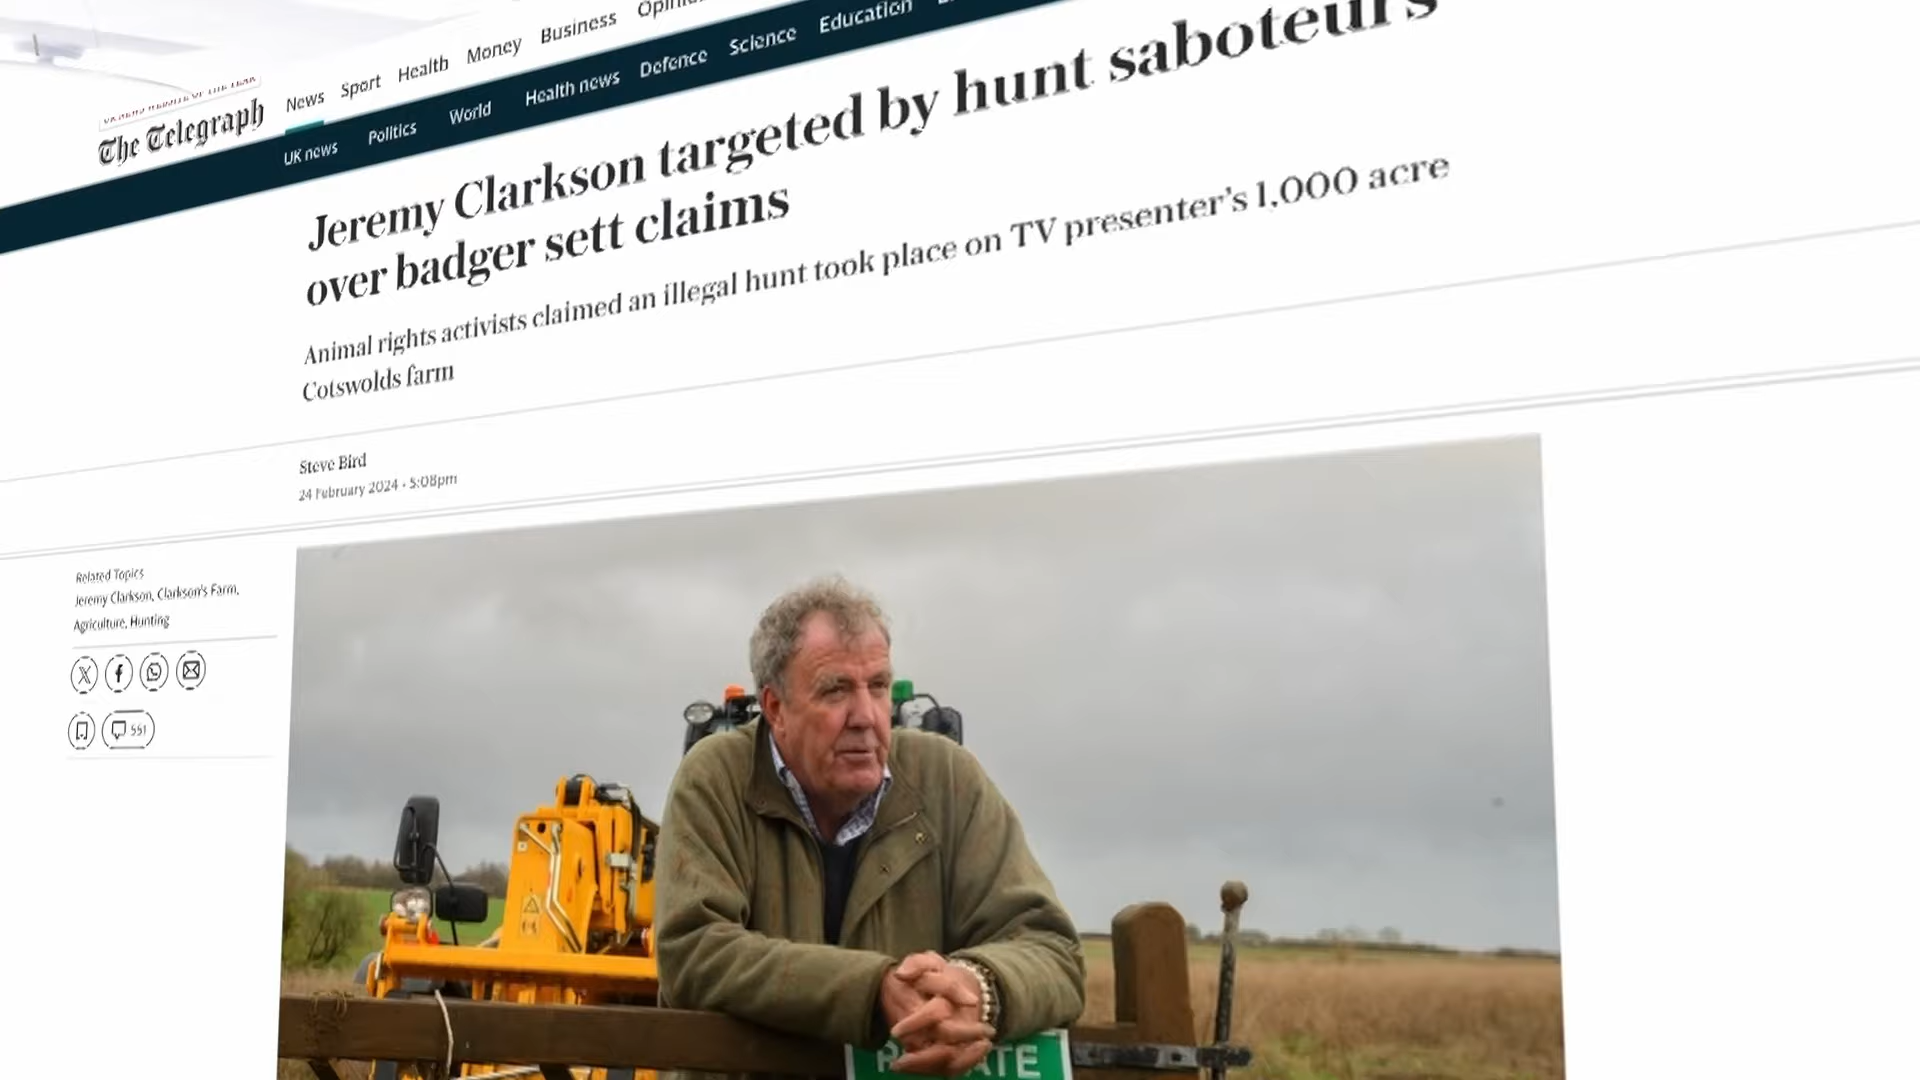 News Sport Health Money Business
The Telegraph
UK news Politics World Health news Defence Science Education
Jeremy Clarkson targeted by hunt saboteurs
over badger sett claims
Animal rights activists claimed an illegal hunt took place on TV presenter's 1,000 acre
Cotswolds farm
Steve Bird
24 February 2024 • 5:08pm
Related Topics
Jeremy Clarkson, Clarkson's Farm,
Agriculture, Hunting
551